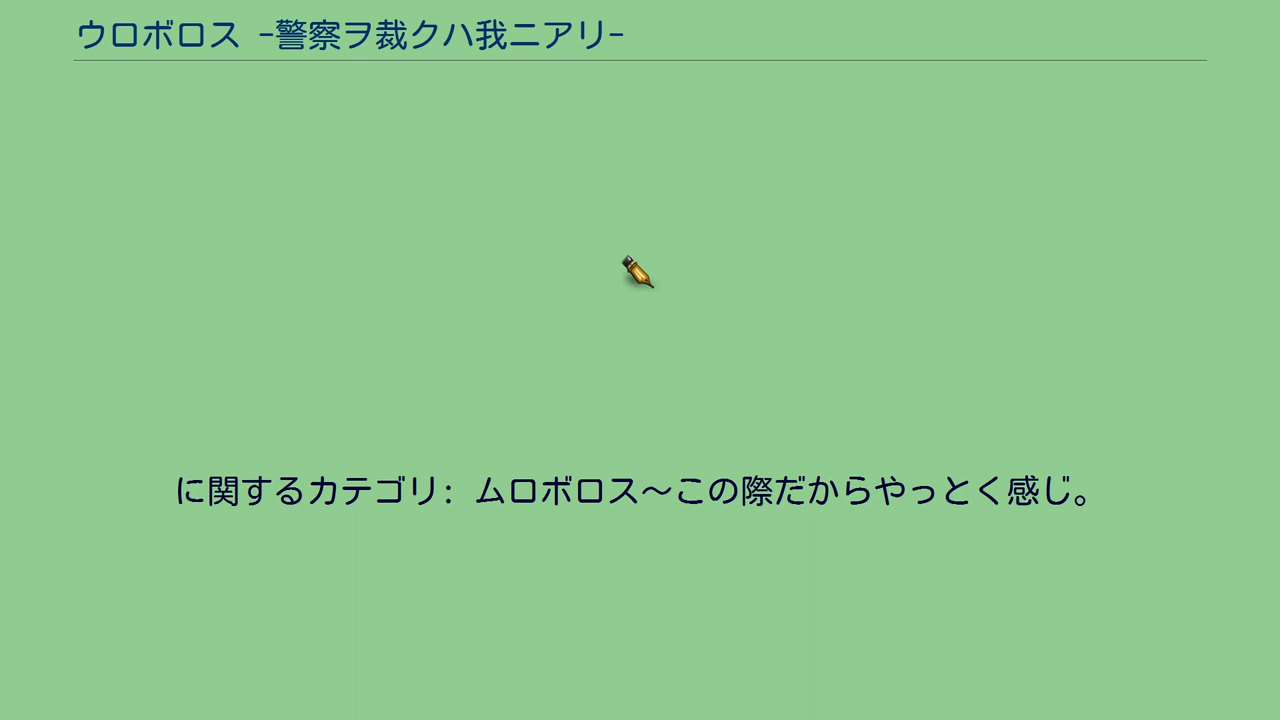 ウロボロス -警察ヲ裁クハ我ニアリ-
に関するカテゴリ: ムロボロス〜この際だからやっとく感じ。